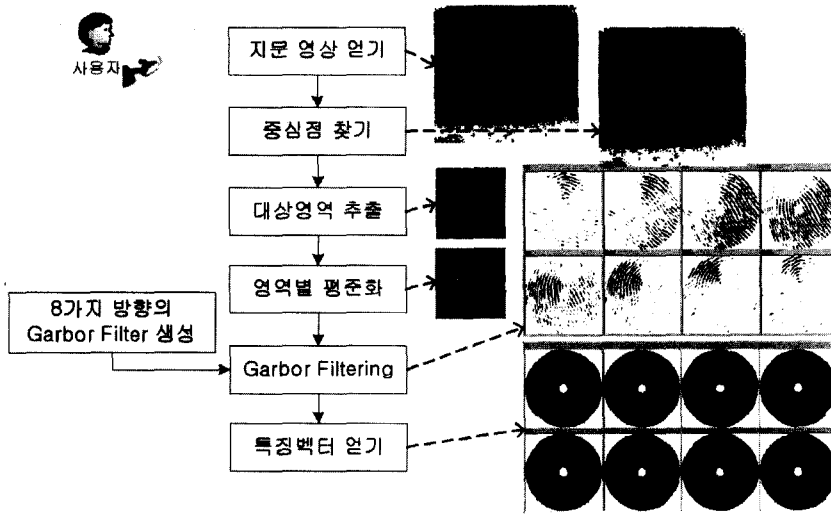 사용자
지문 영상 얻기
중심점 찾기
대상영역 추출
영역별 평준화
8가지 방향의
Garbor Filter 생성
Garbor Filtering
특징벡터 얻기